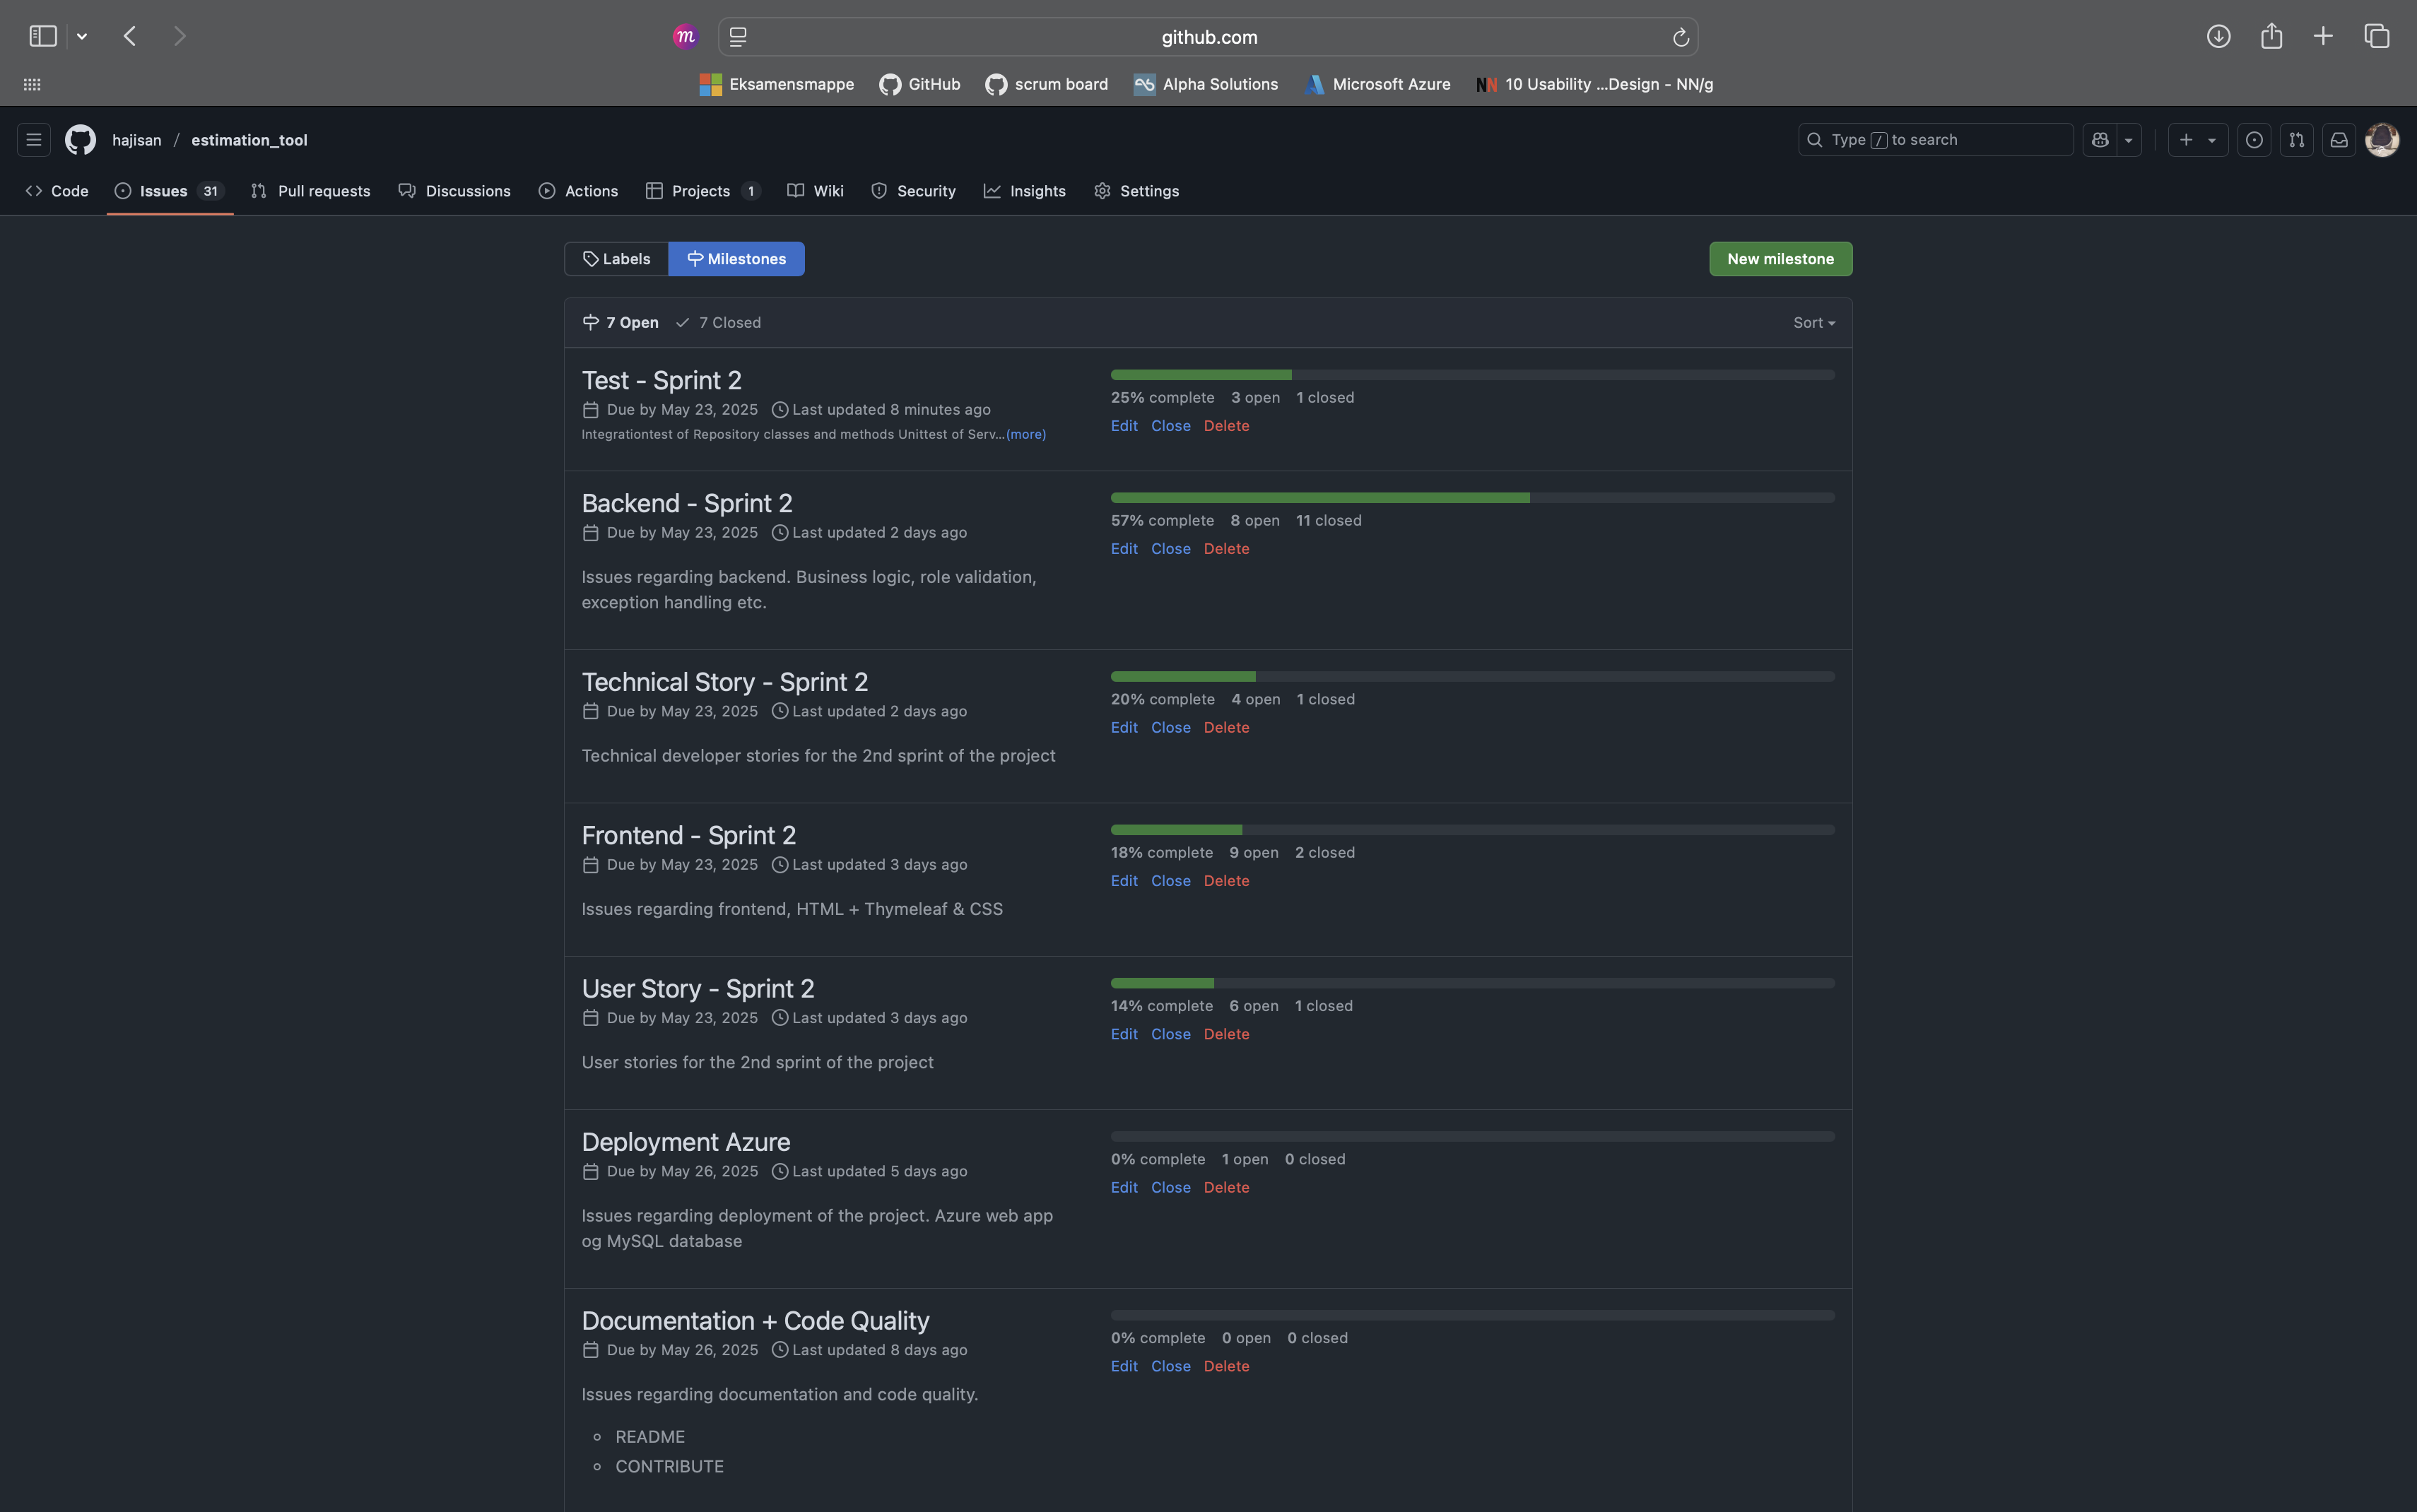 m
github.com
Eksamensmappe GitHub scrum board Alpha Solutions Microsoft Azure NN 10 Usability ...Design - NN/g
hajisan / estimation_tool
Type / to search
Code Issues 31 Pull requests Discussions Actions Projects 1 Wiki Security Insights Settings
Labels Milestones New milestone
7 Open 7 Closed Sort
Test - Sprint 2
Due by May 23, 2025 Last updated 8 minutes ago
Integrationtest of Repository classes and methods Unittest of Serv...(more)
25% complete 3 open 1 closed
Edit Close Delete
Backend - Sprint 2
Due by May 23, 2025 Last updated 2 days ago
Issues regarding backend. Business logic, role validation,
exception handling etc.
57% complete 8 open 11 closed
Edit Close Delete
Technical Story - Sprint 2
Due by May 23, 2025 Last updated 2 days ago
Technical developer stories for the 2nd sprint of the project
20% complete 4 open 1 closed
Edit Close Delete
Frontend - Sprint 2
Due by May 23, 2025 Last updated 3 days ago
Issues regarding frontend, HTML + Thymeleaf & CSS
18% complete 9 open 2 closed
Edit Close Delete
User Story - Sprint 2
Due by May 23, 2025 Last updated 3 days ago
User stories for the 2nd sprint of the project
14% complete 6 open 1 closed
Edit Close Delete
Deployment Azure
Due by May 26, 2025 Last updated 5 days ago
Issues regarding deployment of the project. Azure web app
og MySQL database
0% complete 1 open 0 closed
Edit Close Delete
Documentation + Code Quality
Due by May 26, 2025 Last updated 8 days ago
Issues regarding documentation and code quality.
README
CONTRIBUTE
0% complete 0 open 0 closed
Edit Close Delete